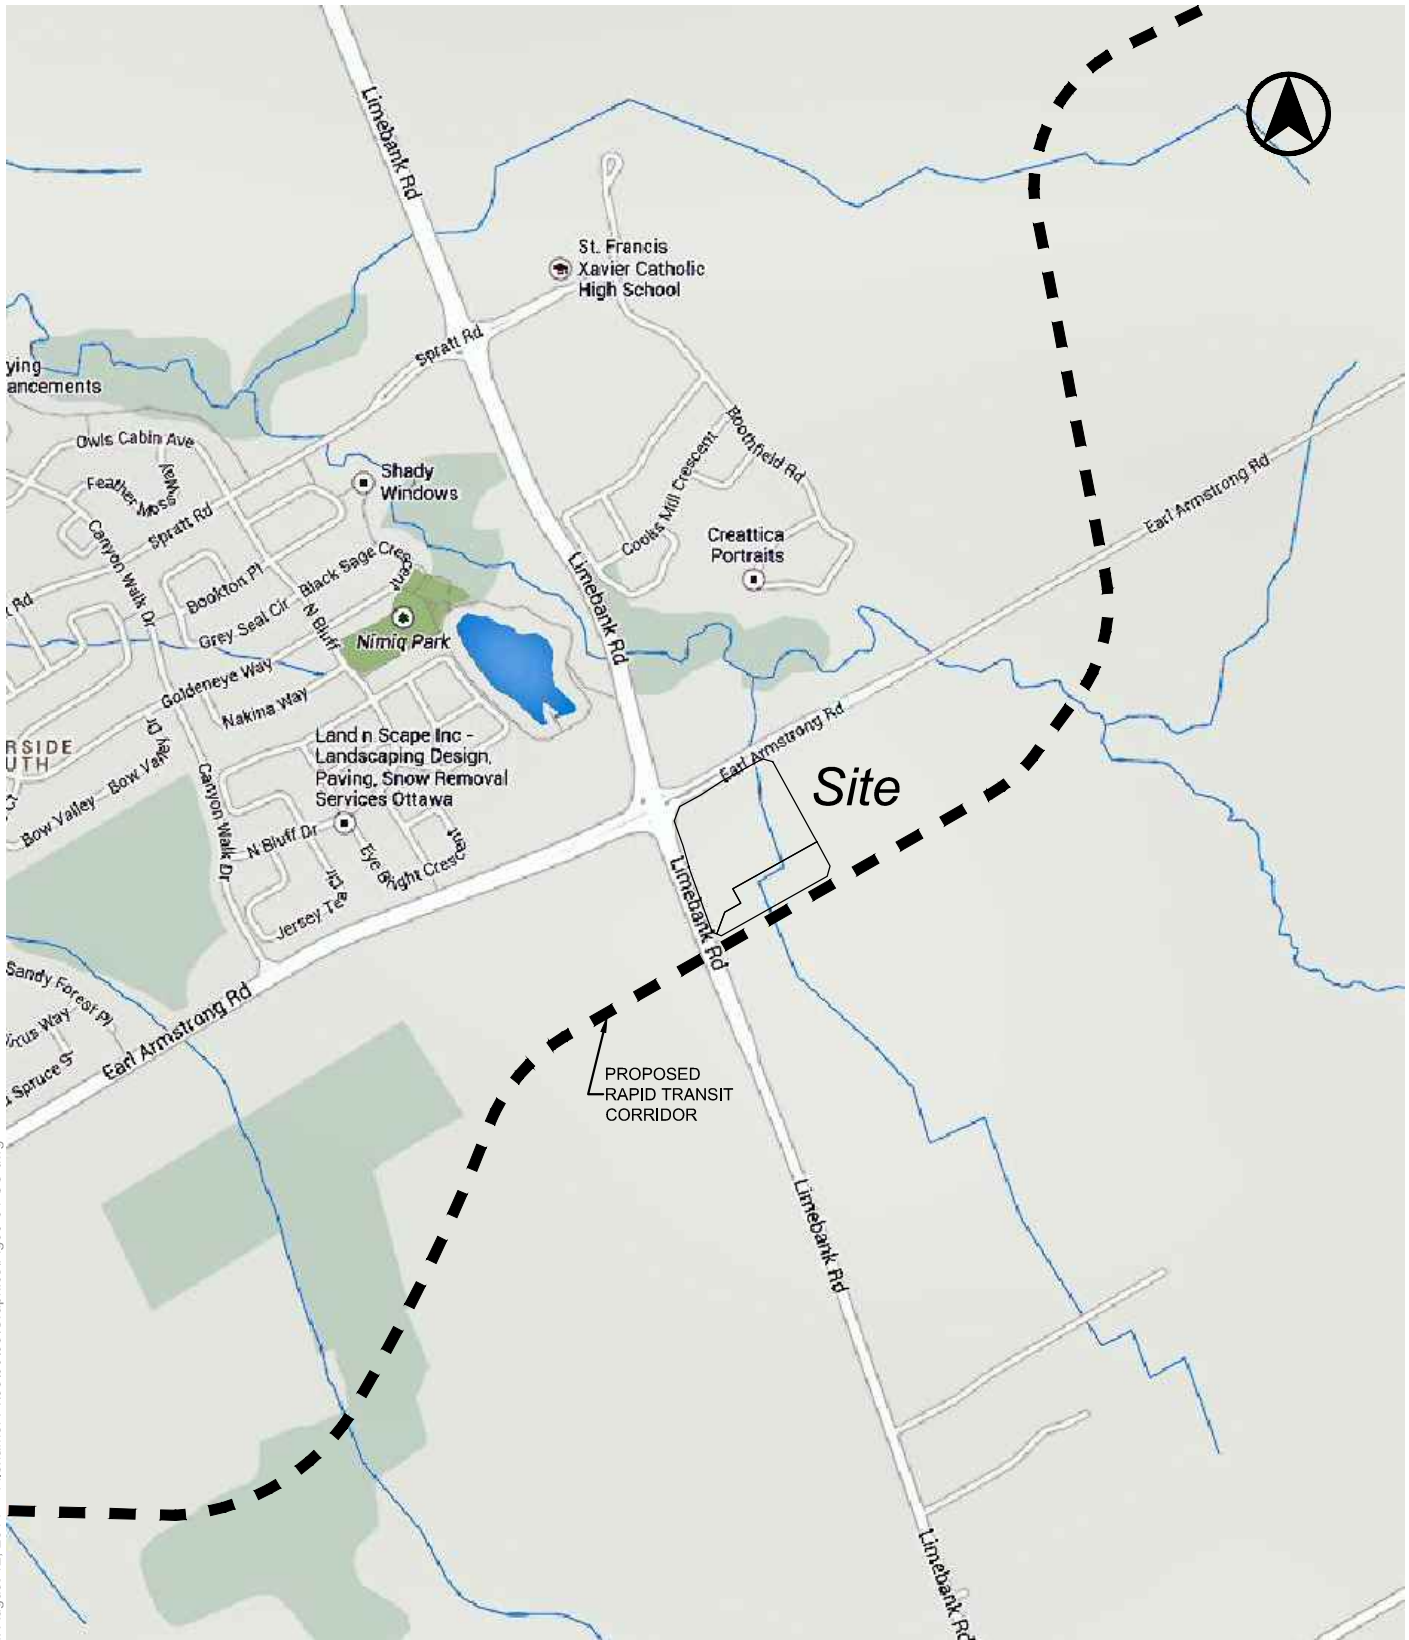 Limebank Rd
St. Francis
Xavier Catholic
High School
Spratt Rd
ying
ancements
Owls Cabin Ave
Feather Moss Way
Shady
Windows
Spratt Rd
Canyon Walk Dr
Boothfield Rd
Cooks Mill Crescent
Earl Armstrong Rd
Creattica
Portraits
Limebank Rd
Bookton Pl
Black Sage Crescent
Rd
Grey Seal Cir
N Bluff
Nimiq Park
Goldeneye Way
Nakina Way
RSIDE
UTH
Land n Scape Inc -
Landscaping Design,
Paving, Snow Removal
Services Ottawa
Earl Armstrong Rd
Site
Bow Valley
Bow Valley Dr
Ct
Canyon Walk Dr
N Bluff Dr
Eye Bright Crescent
Jersey Tea Cir
Limebank Rd
Sandy Forest Pl
Earl Armstrong Rd
Spruce St
PROPOSED
RAPID TRANSIT
CORRIDOR
Limebank Rd
Limebank Rd